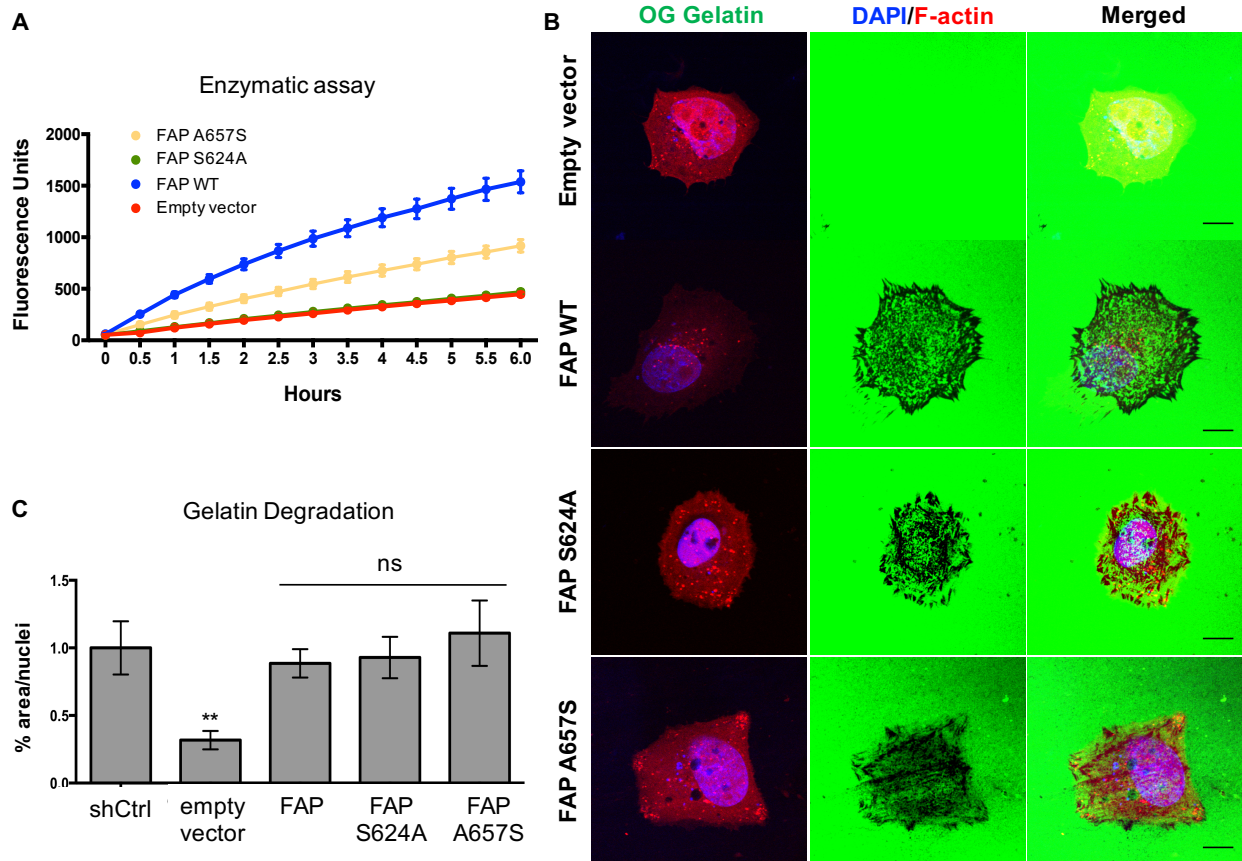 A
Enzymatic assay
Fluorescence Units
2000
1500
1000
500
0
FAP A657S
FAP S624A
FAP WT
Empty vector
0 0.5 1 1.5 2 2.5 3 3.5 4 4.5 5 5.5 6.0
Hours
B
OG Gelatin DAPI/F-actin Merged
Empty vector
FAP WT
FAP S624A
FAP A657S
C
Gelatin Degradation
% area/nuclei
1.5
1.0
0.5
0.0
ns
**
shCtrl empty FAP FAP FAP
vector S624A A657S